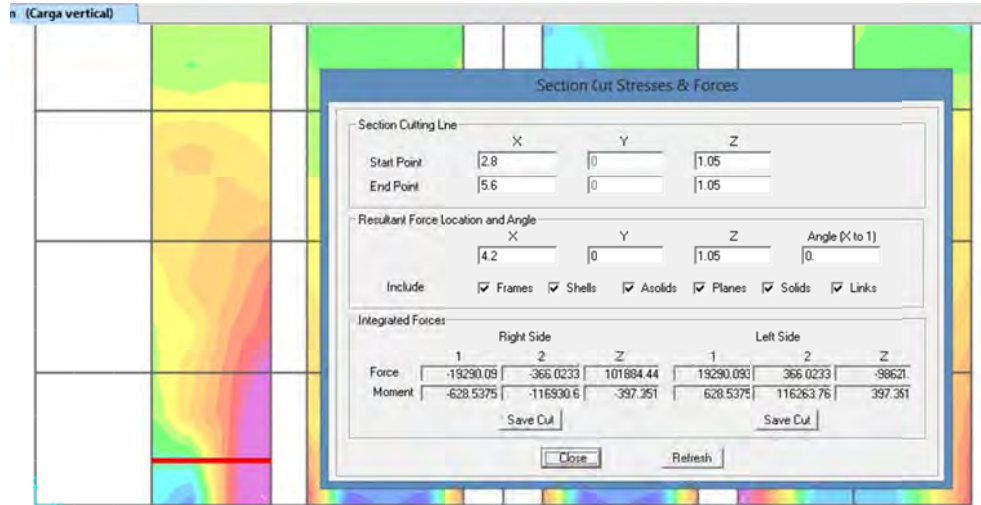 n (Carga vertical)
Section Cut Stresses & Forces
Section Cutting Line
X Y Z
Start Point 2.8 0 1.05
End Point 5.6 0 1.05
Resultant Force Location and Angle
X Y Z Angle (X to 1)
4.2 0 1.05 0.
Include Frames Shells Asolids Planes Solids Links
Integrated Forces
Right Side Left Side
1 2 Z 1 2 Z
Force -19290.09 -366.0233 101884.44 19290.093 366.0233 -98621.
Moment -628.5375 -116930.6 -397.351 628.5375 116263.76 397.351
Save Cut Save Cut
Close Refresh